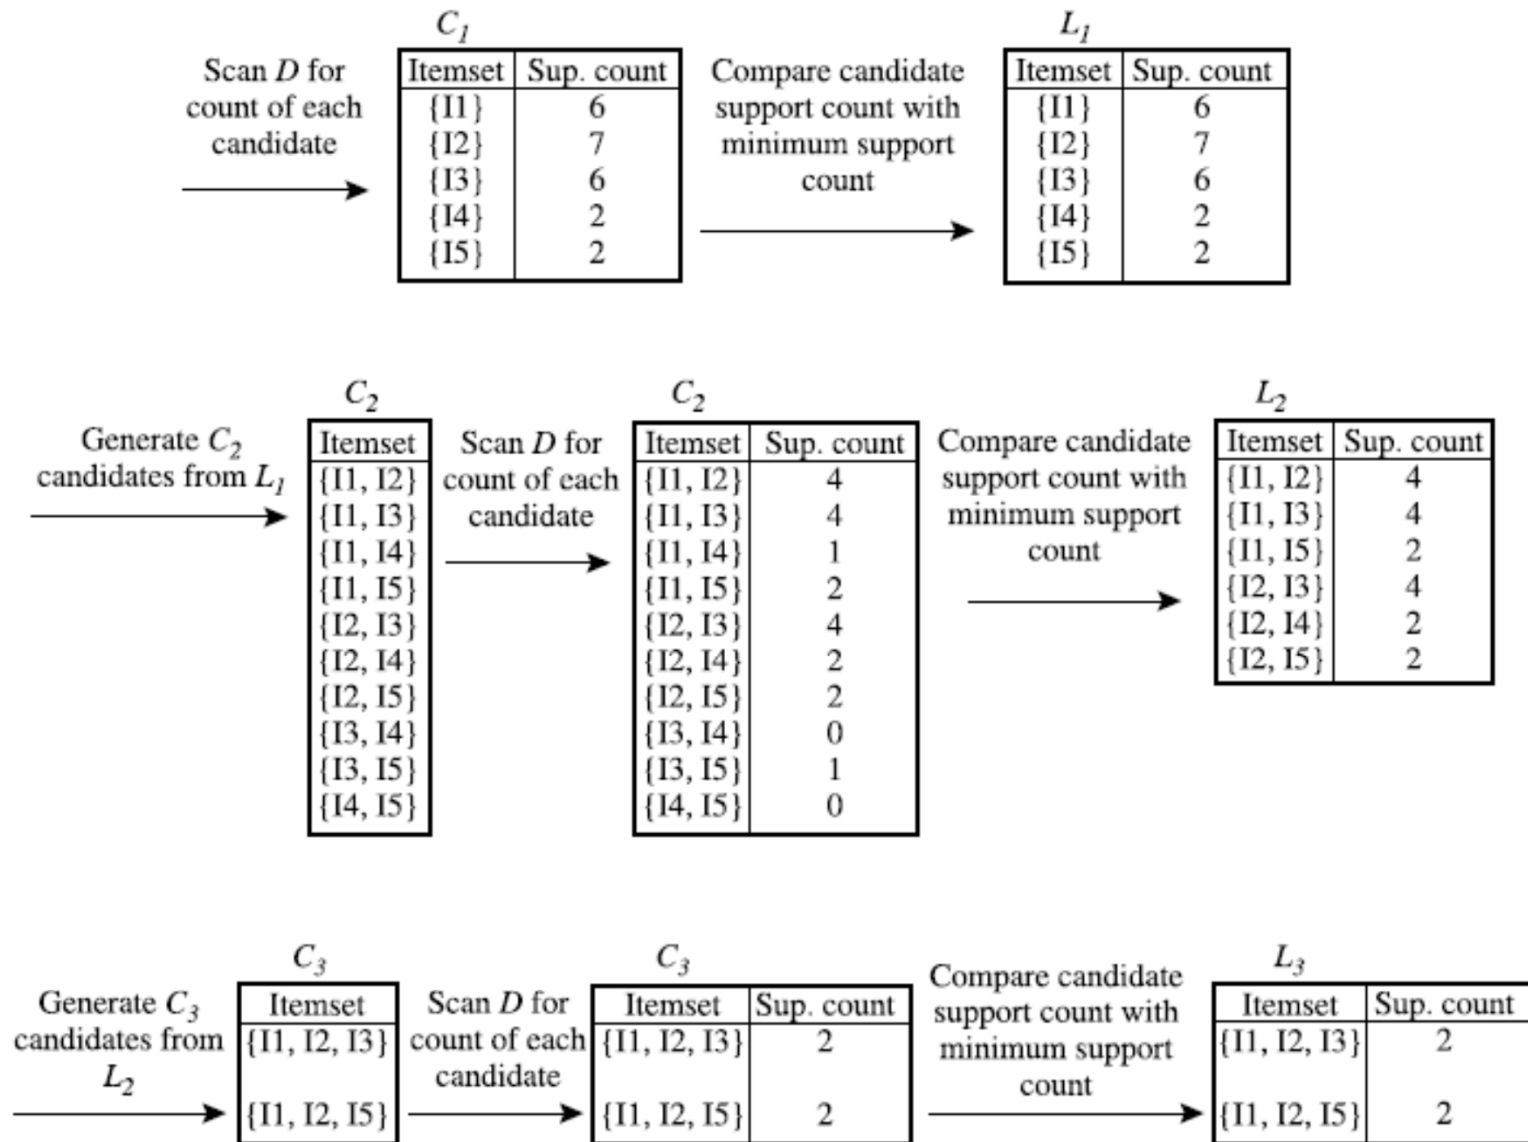 C1
L1
Scan D for
count of each
candidate
Itemset Sup. count
{I1} 6
{I2} 7
{I3} 6
{I4} 2
{I5} 2
Compare candidate
support count with
minimum support
count
Itemset Sup. count
{I1} 6
{I2} 7
{I3} 6
{I4} 2
{I5} 2
C2
C2
L2
Generate C2
candidates from L1
Itemset
{I1, I2}
{I1, I3}
{I1, I4}
{I1, I5}
{I2, I3}
{I2, I4}
{I2, I5}
{I3, I4}
{I3, I5}
{I4, I5}
Scan D for
count of each
candidate
Itemset Sup. count
{I1, I2} 4
{I1, I3} 4
{I1, I4} 1
{I1, I5} 2
{I2, I3} 4
{I2, I4} 2
{I2, I5} 2
{I3, I4} 0
{I3, I5} 1
{I4, I5} 0
Compare candidate
support count with
minimum support
count
Itemset Sup. count
{I1, I2} 4
{I1, I3} 4
{I1, I5} 2
{I2, I3} 4
{I2, I4} 2
{I2, I5} 2
C3
C3
L3
Generate C3
candidates from
L2
Itemset
{I1, I2, I3}
{I1, I2, I5}
Scan D for
count of each
candidate
Itemset Sup. count
{I1, I2, I3} 2
{I1, I2, I5} 2
Compare candidate
support count with
minimum support
count
Itemset Sup. count
{I1, I2, I3} 2
{I1, I2, I5} 2